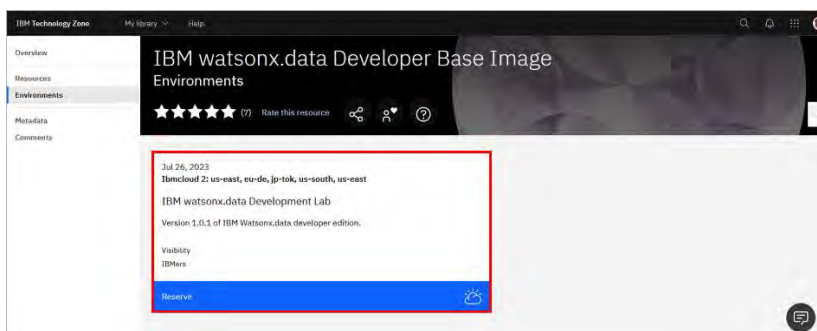 IBM Technology Zone My library Help
Overview
Resources
Environments
Metadata
Comments
IBM watsonx.data Developer Base Image
Environments
(7) Rate this resource
Jul 26, 2023
Ibmcloud 2: us-east, eu-de, jp-tok, us-south, us-east
IBM watsonx.data Development Lab
Version 1.0.1 of IBM Watsonx.data developer edition.
Visibility
IBMers
Reserve